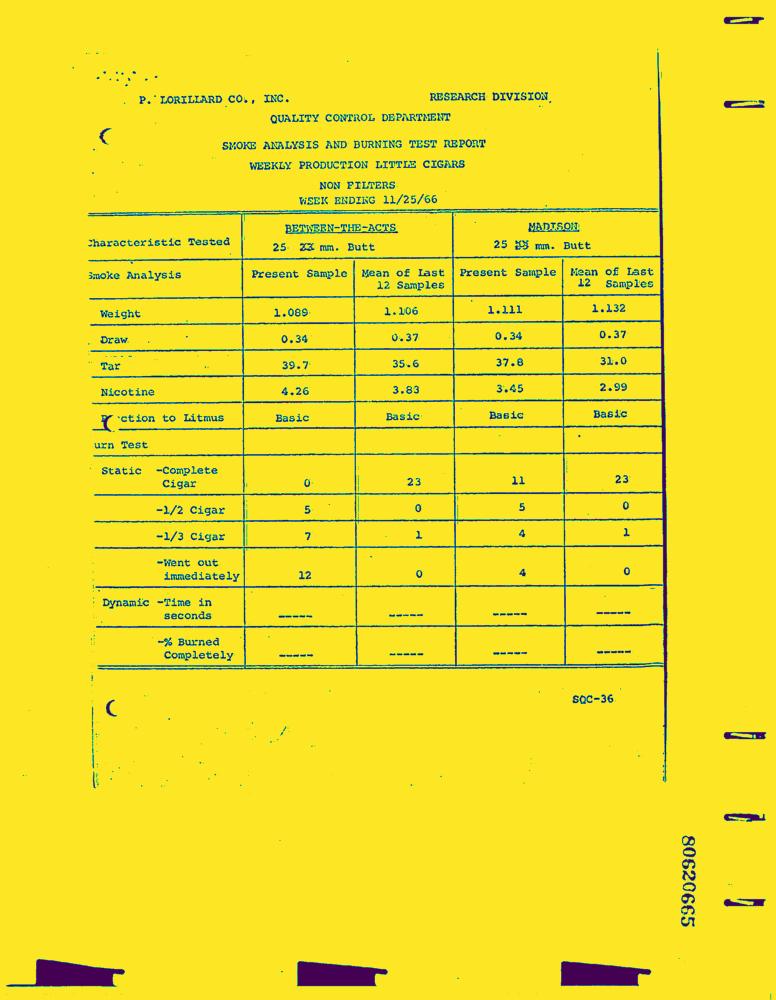 P. LORILLARD CO., INC. RESEARCH DIVISION
QUALITY CONTROL DEPARTMENT
SMOKE ANALYSIS AND BURNING TEST REPORT
WEEKLY PRODUCTION LITTLE CIGARS
NON FILTERS
WEEK ENDING 11/25/66
Characteristic Tested BETWEEN-THE-ACTS MADISON
25 mm. Butt 25 mm. Butt
Smoke Analysis Present Sample Mean of Last 12 Samples Present Sample Mean of Last 12 Samples
Weight 1.089 1.106 1.111 1.132
Draw 0.34 0.37 0.34 0.37
Tar 39.7 35.6 37.8 31.0
Nicotine 4.26 3.83 3.45 2.99
ction to Litmus Basic Basic Basic Basic
urn Test
Static -Complete
Cigar 0 23 11 23
-1/2 Cigar 5 0 5 0
-1/3 Cigar 7 1 4 1
-Went out
immediately 12 0 4 0
Dynamic -Time in
seconds ----- ----- ----- -----
-% Burned
Completely ----- ----- ----- -----
SQC-36
80620665